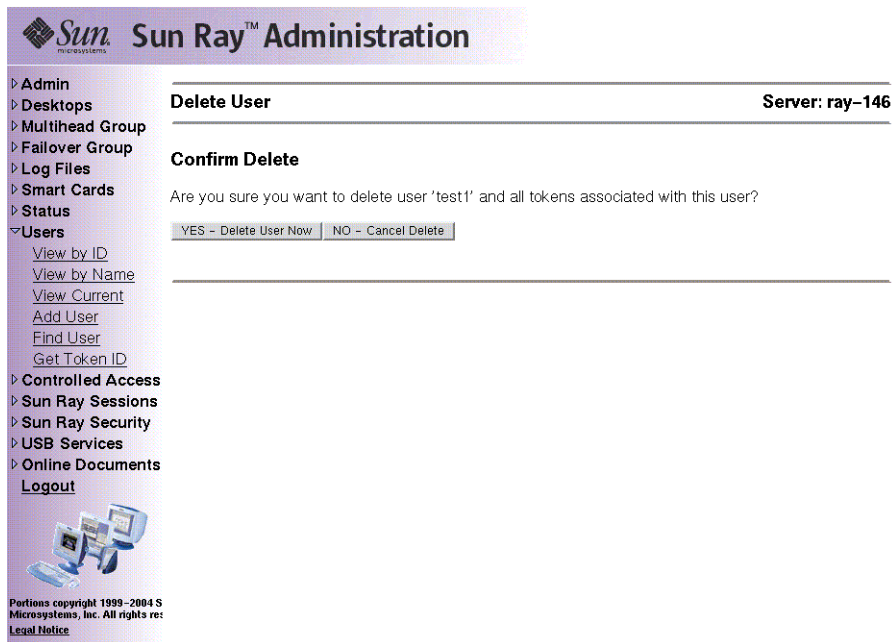 Sun microsystems Sun Ray™ Administration
Admin
Desktops
Multihead Group
Failover Group
Log Files
Smart Cards
Status
Users
View by ID
View by Name
View Current
Add User
Find User
Get Token ID
Controlled Access
Sun Ray Sessions
Sun Ray Security
USB Services
Online Documents
Logout
Portions copyright 1999-2004 S
Microsystems, Inc. All rights res
Legal Notice
Delete User Server: ray-146
Confirm Delete
Are you sure you want to delete user 'test1' and all tokens associated with this user?
YES - Delete User Now NO - Cancel Delete